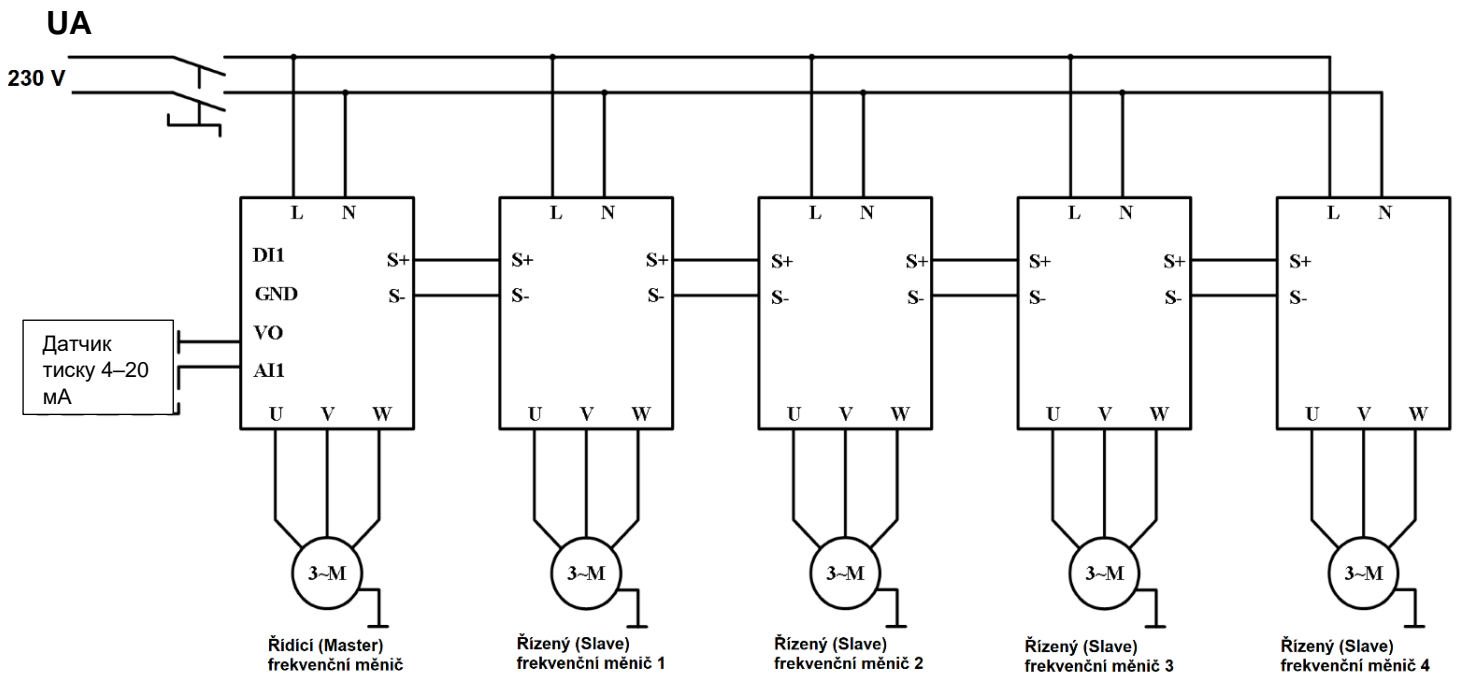 UA
230 V
L N L N L N L N L N
DI1 S+ S+ S+ S+ S+ S+ S+ S+
GND S- S- S- S- S- S- S- S-
VO
AI1
Датчик
тиску 4–20
мА
U V W U V W U V W U V W U V W
3~M 3~M 3~M 3~M 3~M
Řídící (Master)
frekvenční měnič
Řízený (Slave)
frekvenční měnič 1
Řízený (Slave)
frekvenční měnič 2
Řízený (Slave)
frekvenční měnič 3
Řízený (Slave)
frekvenční měnič 4